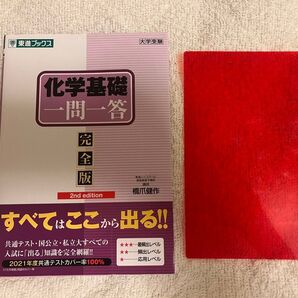 東進ブックス
大学受験
化学基礎
一問一答
完全版
2nd edition
橋爪健作
すべてはここから出る!!
共通テスト・国公立・私立大すべての
入試に「出る」知識を完全網羅!!
2021年度共通テストカバー率100%
★★★ 最頻出レベル
★★ 頻出レベル
★ 応用レベル